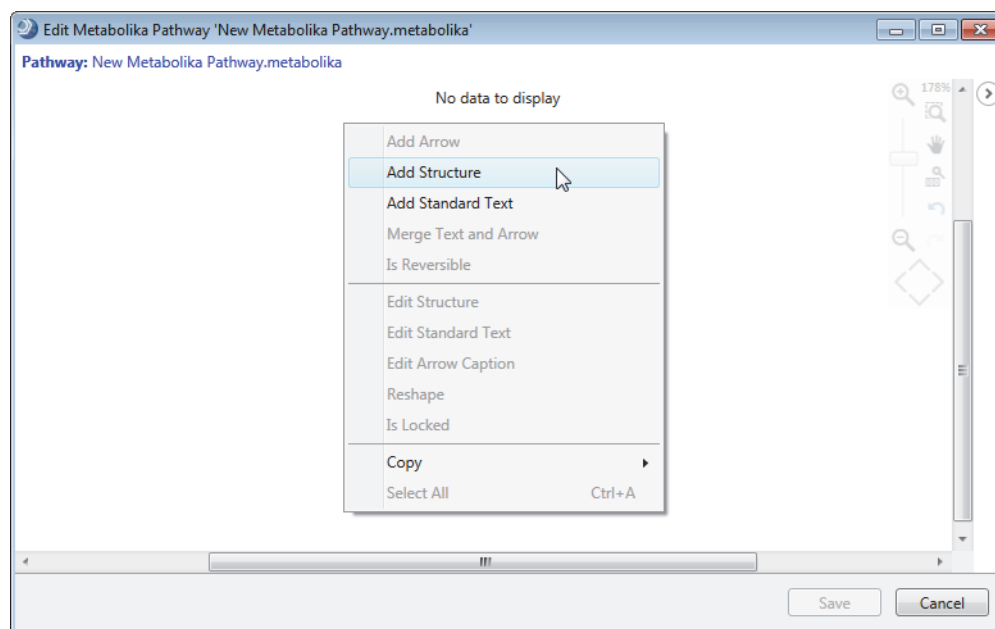 Edit Metabolika Pathway 'New Metabolika Pathway.metabolika'
Pathway: New Metabolika Pathway.metabolika
No data to display
178%
Add Arrow
Add Structure
Add Standard Text
Merge Text and Arrow
Is Reversible
Edit Structure
Edit Standard Text
Edit Arrow Caption
Reshape
Is Locked
Copy
Select All Ctrl+A
Save Cancel